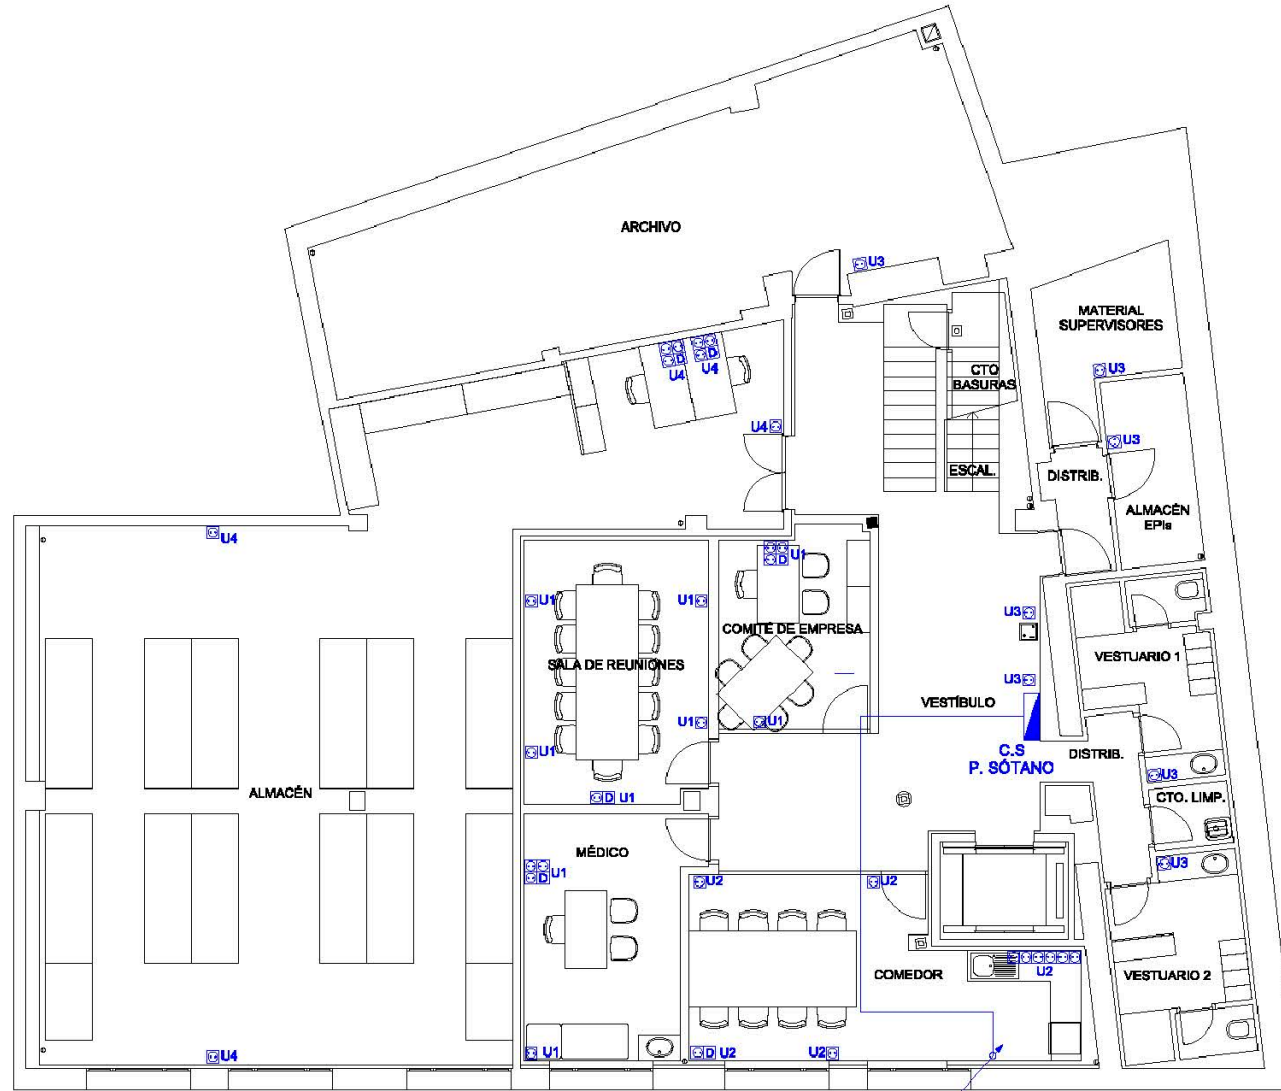 ARCHIVO
U3
MATERIAL
SUPERVISORES
D
D
U4
U4
CTO
BASURAS
U3
U4
U3
ESCAL.
DISTRIB.
ALMACÉN
EPIs
U4
U1
D
U1
U1
U3
COMITÉ DE EMPRESA
SALA DE REUNIONES
VESTUARIO 1
U3
VESTÍBULO
U1
U1
U1
C.S
P. SÓTANO
DISTRIB.
U3
ALMACÉN
D U1
CTO. LIMP.
MÉDICO
U3
U1
D
U2
U2
COMEDOR
U2
VESTUARIO 2
U4
U1
D U2
U2